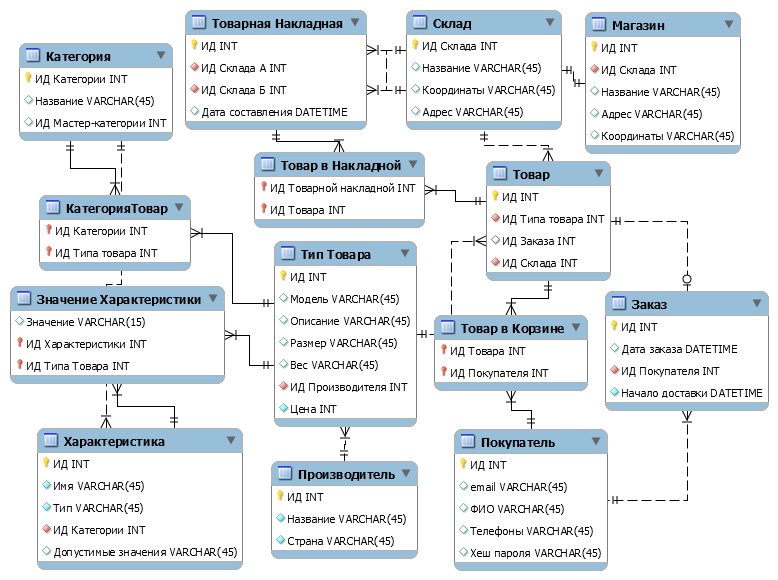 Категория
ИД Категории INT
Название VARCHAR(45)
ИД Мастер-категории INT
Товарная Накладная
ИД INT
ИД Склада А INT
ИД Склада Б INT
Дата составления DATETIME
Склад
ИД Склада INT
Название VARCHAR(45)
Координаты VARCHAR(45)
Адрес VARCHAR(45)
Магазин
ИД INT
ИД Склада INT
Название VARCHAR(45)
Адрес VARCHAR(45)
Координаты VARCHAR(45)
Товар в Накладной
ИД Товарной накладной INT
ИД Товара INT
Товар
ИД INT
ИД Типа товара INT
ИД Заказа INT
ИД Склада INT
КатегорияТовар
ИД Категории INT
ИД Типа товара INT
Тип Товара
ИД INT
Модель VARCHAR(45)
Описание VARCHAR(45)
Размер VARCHAR(45)
Вес VARCHAR(45)
ИД Производителя INT
Цена INT
Значение Характеристики
Значение VARCHAR(15)
ИД Характеристики INT
ИД Типа Товара INT
Товар в Корзине
ИД Товара INT
ИД Покупателя INT
Заказ
ИД INT
Дата заказа DATETIME
ИД Покупателя INT
Начало доставки DATETIME
Характеристика
ИД INT
Имя VARCHAR(45)
Тип VARCHAR(45)
ИД Категории INT
Допустимые значения VARCHAR(45)
Производитель
ИД INT
Название VARCHAR(45)
Страна VARCHAR(45)
Покупатель
ИД INT
email VARCHAR(45)
ФИО VARCHAR(45)
Телефоны VARCHAR(45)
Хеш пароля VARCHAR(45)